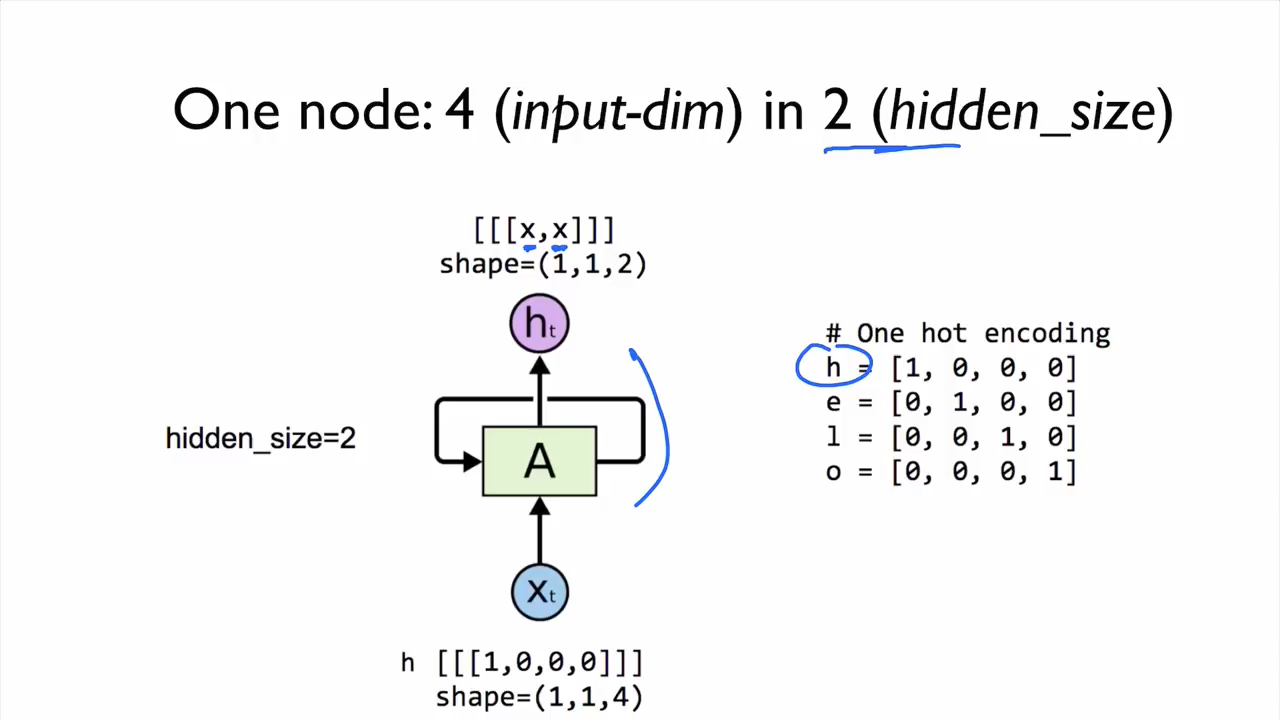 One node: 4 (input-dim) in 2 (hidden_size)
[[[x,x]]]
shape=(1,1,2)
ht
# One hot encoding
h = [1, 0, 0, 0]
e = [0, 1, 0, 0]
l = [0, 0, 1, 0]
o = [0, 0, 0, 1]
hidden_size=2
A
xt
h [[[1,0,0,0]]]
shape=(1,1,4)